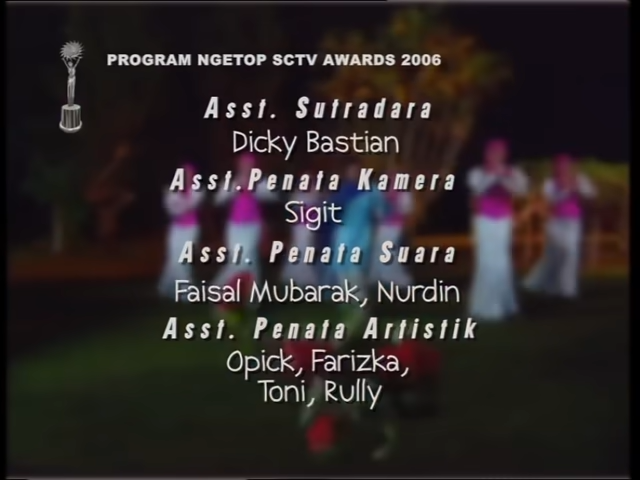 PROGRAM NGETOP SCTV AWARDS 2006
Asst. Sutradara
Dicky Bastian
Asst.Penata Kamera
Sigit
Asst. Penata Suara
Faisal Mubarak, Nurdin
Asst. Penata Artistik
Opick, Farizka,
Toni, Rully